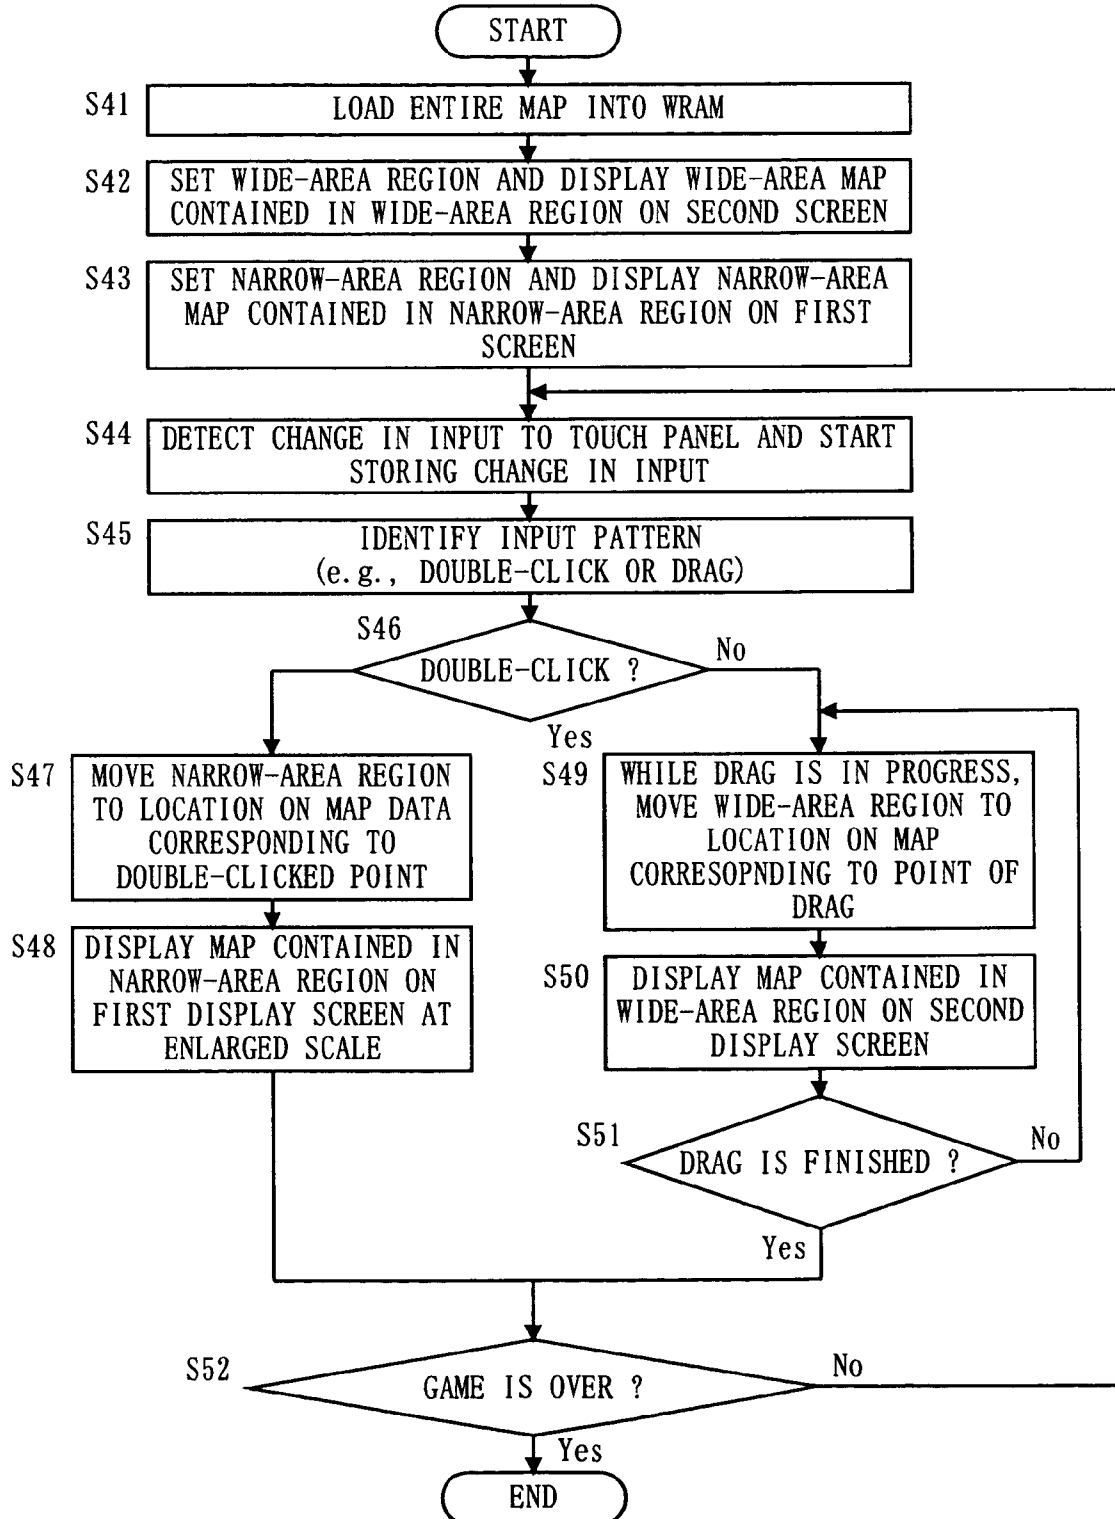 START
S41
LOAD ENTIRE MAP INTO WRAM
S42
SET WIDE-AREA REGION AND DISPLAY WIDE-AREA MAP
CONTAINED IN WIDE-AREA REGION ON SECOND SCREEN
S43
SET NARROW-AREA REGION AND DISPLAY NARROW-AREA
MAP CONTAINED IN NARROW-AREA REGION ON FIRST
SCREEN
S44
DETECT CHANGE IN INPUT TO TOUCH PANEL AND START
STORING CHANGE IN INPUT
S45
IDENTIFY INPUT PATTERN
(e.g., DOUBLE-CLICK OR DRAG)
S46
DOUBLE-CLICK ?
No
Yes
S47
MOVE NARROW-AREA REGION
TO LOCATION ON MAP DATA
CORRESPONDING TO
DOUBLE-CLICKED POINT
S48
DISPLAY MAP CONTAINED IN
NARROW-AREA REGION ON
FIRST DISPLAY SCREEN AT
ENLARGED SCALE
S49
WHILE DRAG IS IN PROGRESS,
MOVE WIDE-AREA REGION TO
LOCATION ON MAP
CORRESOPNDING TO POINT OF
DRAG
S50
DISPLAY MAP CONTAINED IN
WIDE-AREA REGION ON SECOND
DISPLAY SCREEN
S51
DRAG IS FINISHED ?
No
Yes
S52
GAME IS OVER ?
No
Yes
END